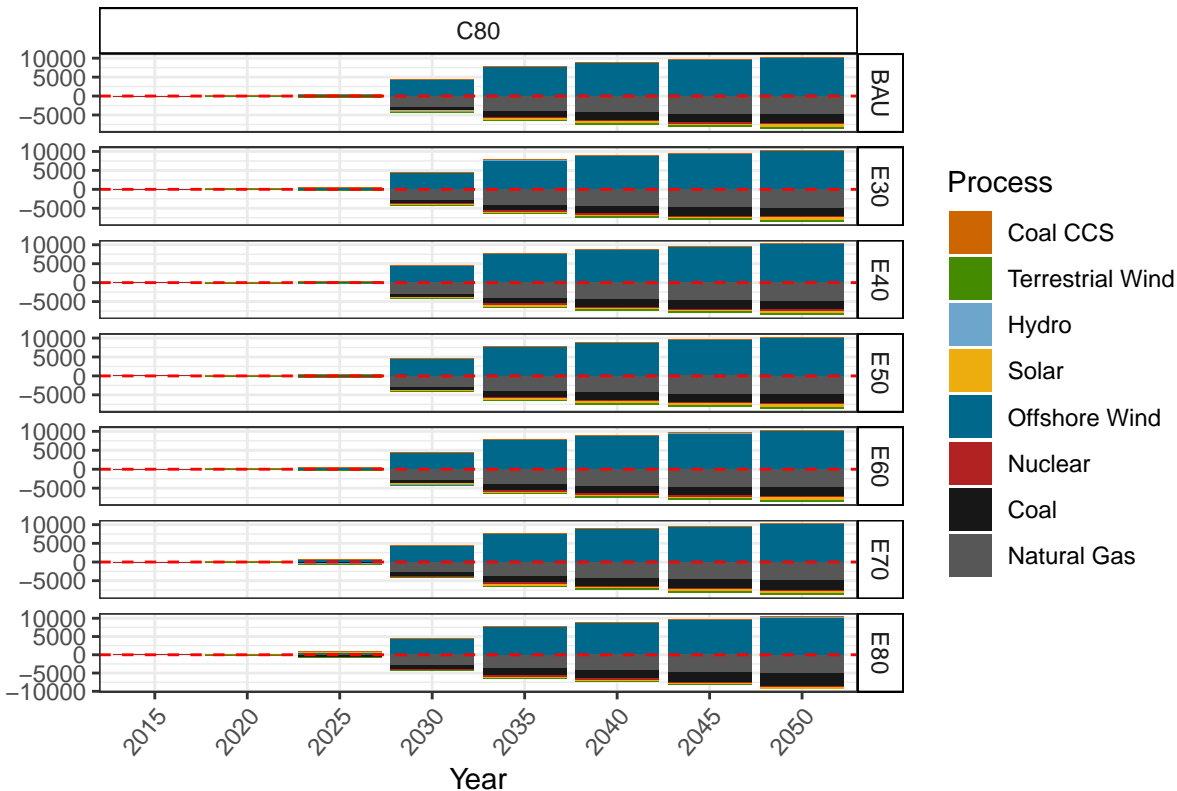 C80
10000
5000
0
−5000
BAU
10000
5000
0
−5000
E30
10000
5000
0
−5000
E40
10000
5000
0
−5000
E50
10000
5000
0
−5000
E60
10000
5000
0
−5000
E70
10000
5000
0
−5000
−10000
E80
2015 2020 2025 2030 2035 2040 2045 2050
Year
Process
Coal CCS
Terrestrial Wind
Hydro
Solar
Offshore Wind
Nuclear
Coal
Natural Gas